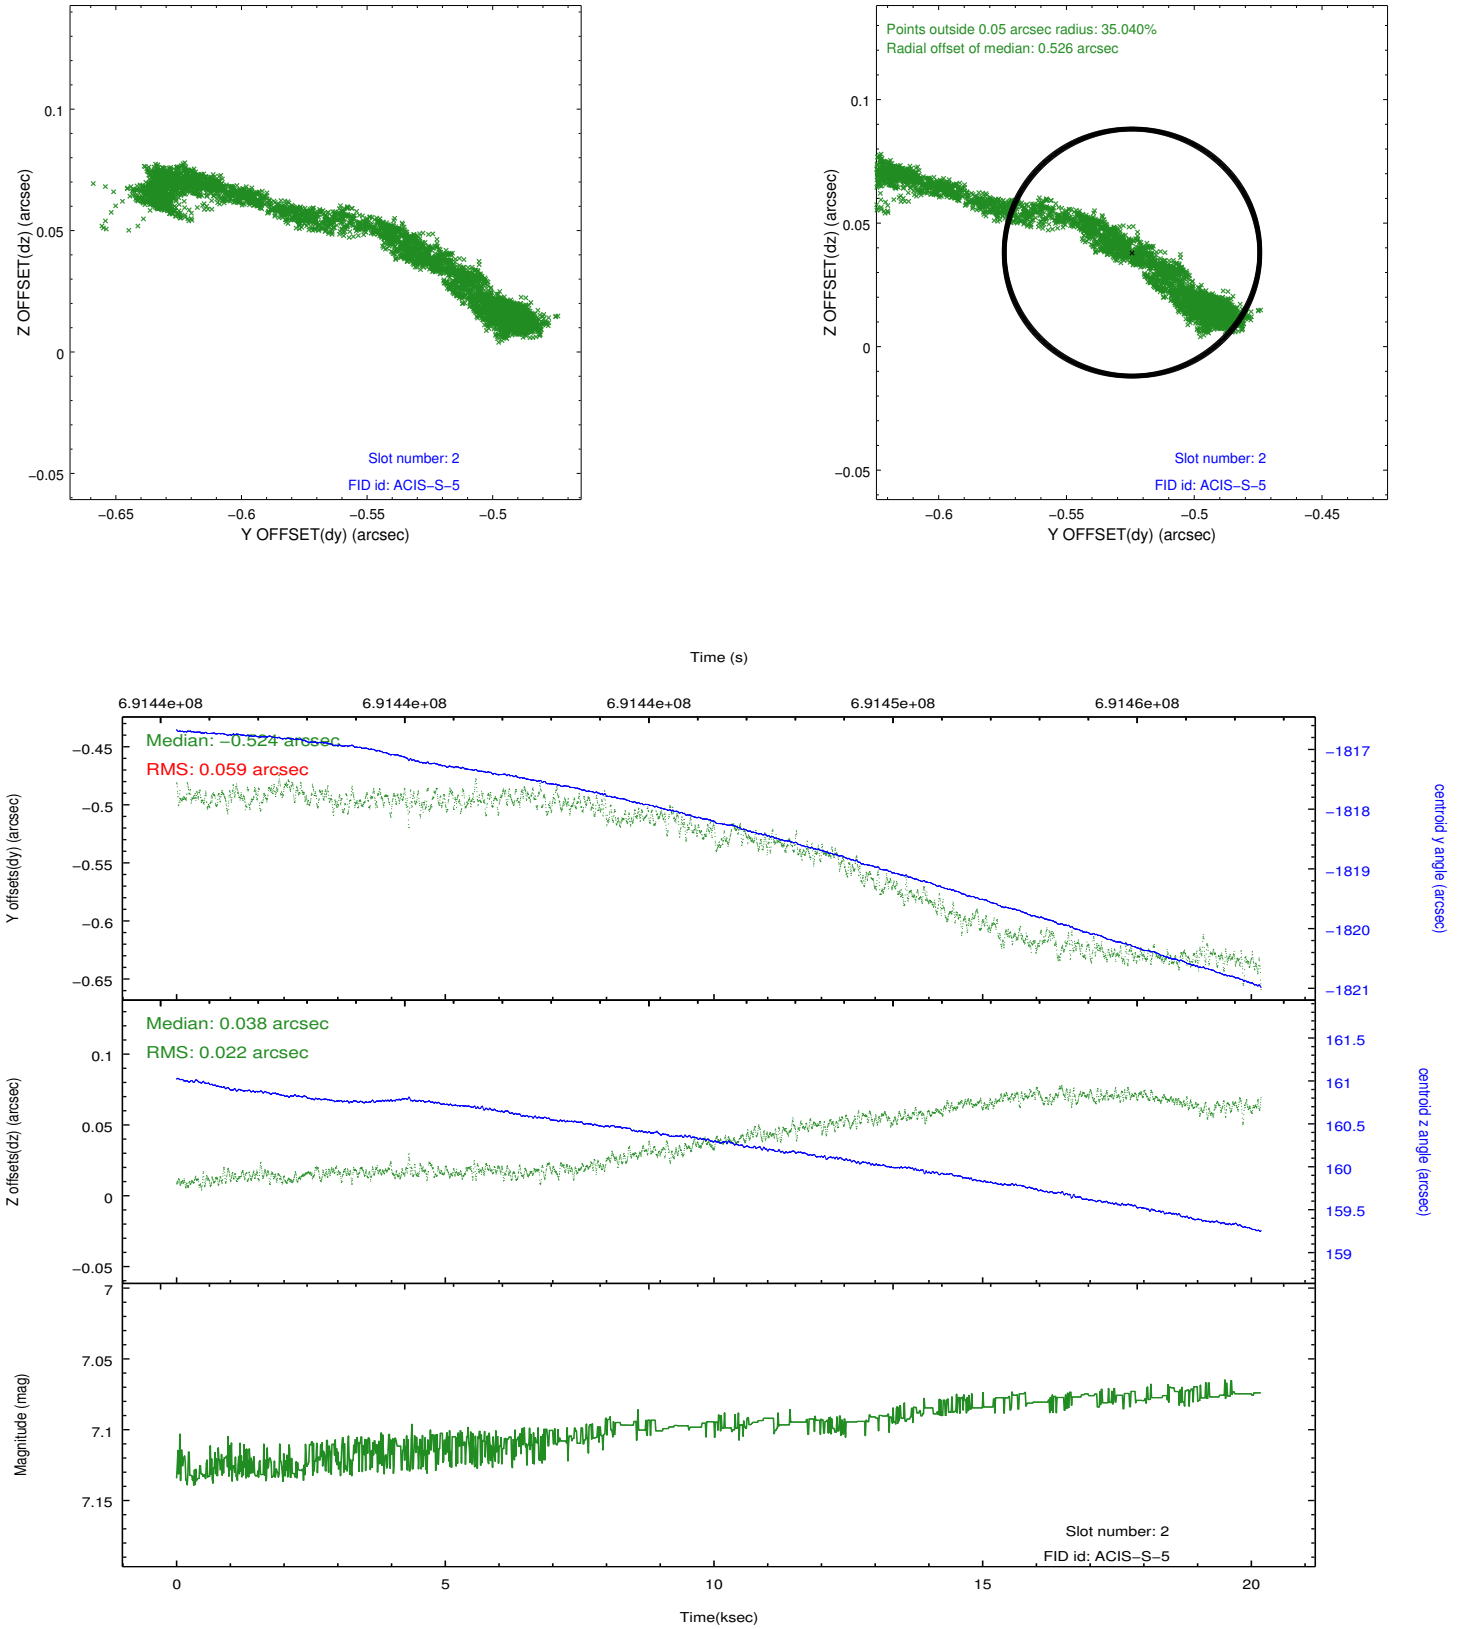 0.1
0.05
0
−0.05
Z OFFSET(dz) (arcsec)
Slot number: 2
FID id: ACIS−S−5
−0.65
−0.6
−0.55
−0.5
Y OFFSET(dy) (arcsec)
Points outside 0.05 arcsec radius: 35.040%
Radial offset of median: 0.526 arcsec
0.1
0.05
0
−0.05
Z OFFSET(dz) (arcsec)
Slot number: 2
FID id: ACIS−S−5
−0.6
−0.55
−0.5
−0.45
Y OFFSET(dy) (arcsec)
Time (s)
6.9144e+08
6.9144e+08
6.9144e+08
6.9145e+08
6.9146e+08
Median: −0.524 arcsec
RMS: 0.059 arcsec
−0.45
−0.5
−0.55
−0.6
−0.65
Y offsets(dy) (arcsec)
−1817
−1818
−1819
−1820
−1821
centroid y angle (arcsec)
Median: 0.038 arcsec
RMS: 0.022 arcsec
0.1
0.05
0
−0.05
Z offsets(dz) (arcsec)
161.5
161
160.5
160
159.5
159
centroid z angle (arcsec)
7
7.05
7.1
7.15
Magnitude (mag)
Slot number: 2
FID id: ACIS−S−5
0
5
10
15
20
Time(ksec)